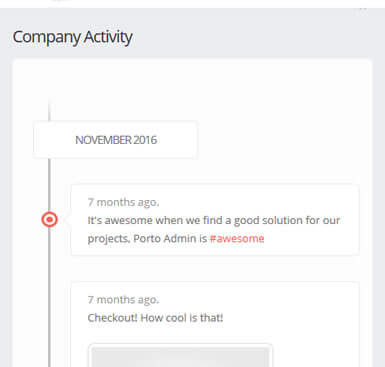 Company Activity
NOVEMBER 2016
7 months ago.
It's awesome when we find a good solution for our
projects, Porto Admin is #awesome
7 months ago.
Checkout! How cool is that!